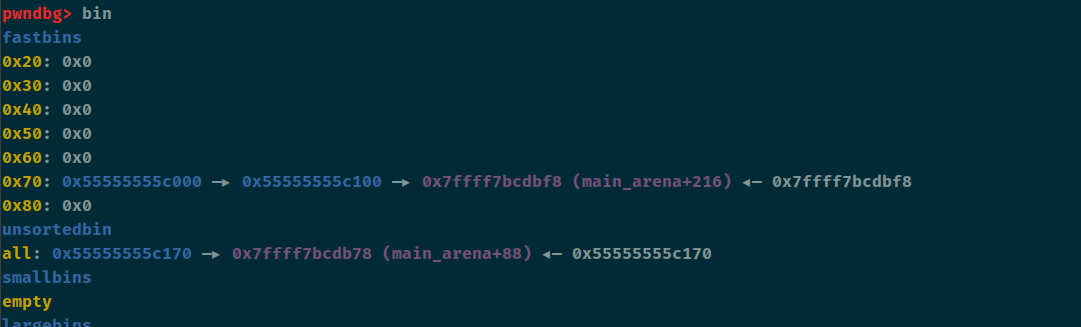 pwndbg> bin
fastbins
0x20: 0x0
0x30: 0x0
0x40: 0x0
0x50: 0x0
0x60: 0x0
0x70: 0x55555555c000 —▸ 0x55555555c100 —▸ 0x7ffff7bcdbf8 (main_arena+216) ◂— 0x7ffff7bcdbf8
0x80: 0x0
unsortedbin
all: 0x55555555c170 —▸ 0x7ffff7bcdb78 (main_arena+88) ◂— 0x55555555c170
smallbins
empty
largebins